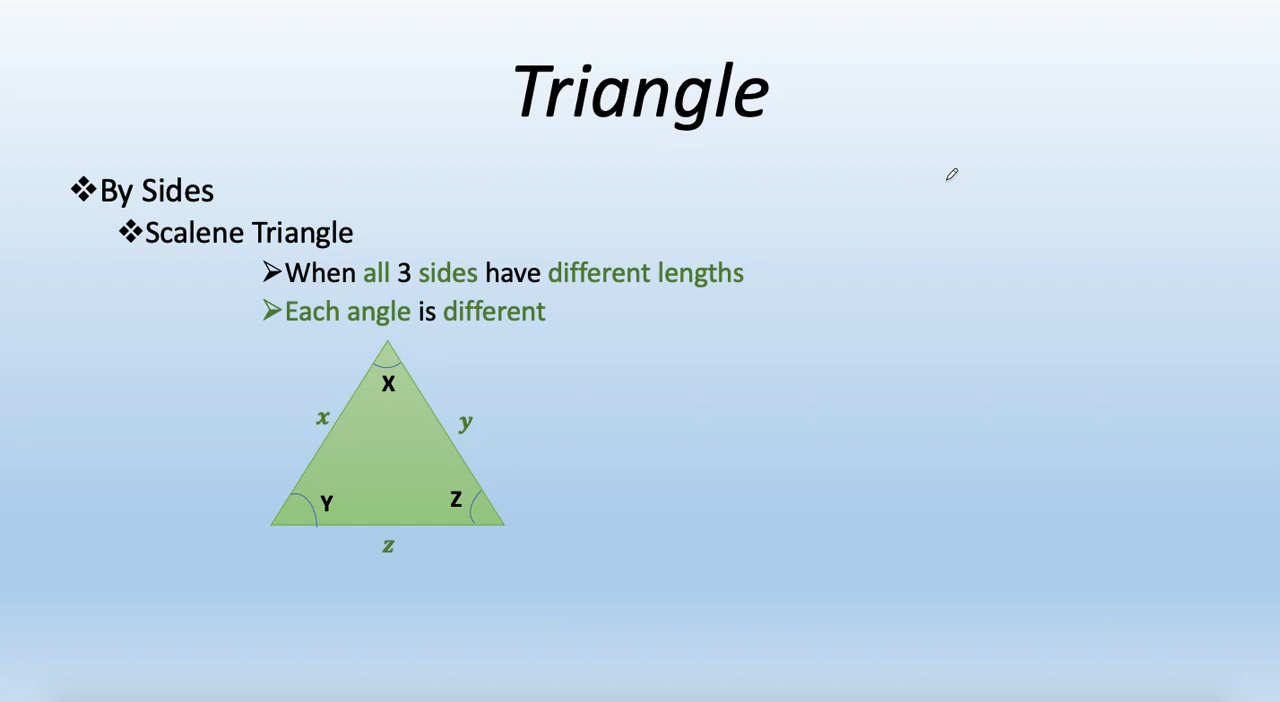 Triangle
❖By Sides
❖Scalene Triangle
➢When all 3 sides have different lengths
➢Each angle is different
X
x
y
Y
Z
z